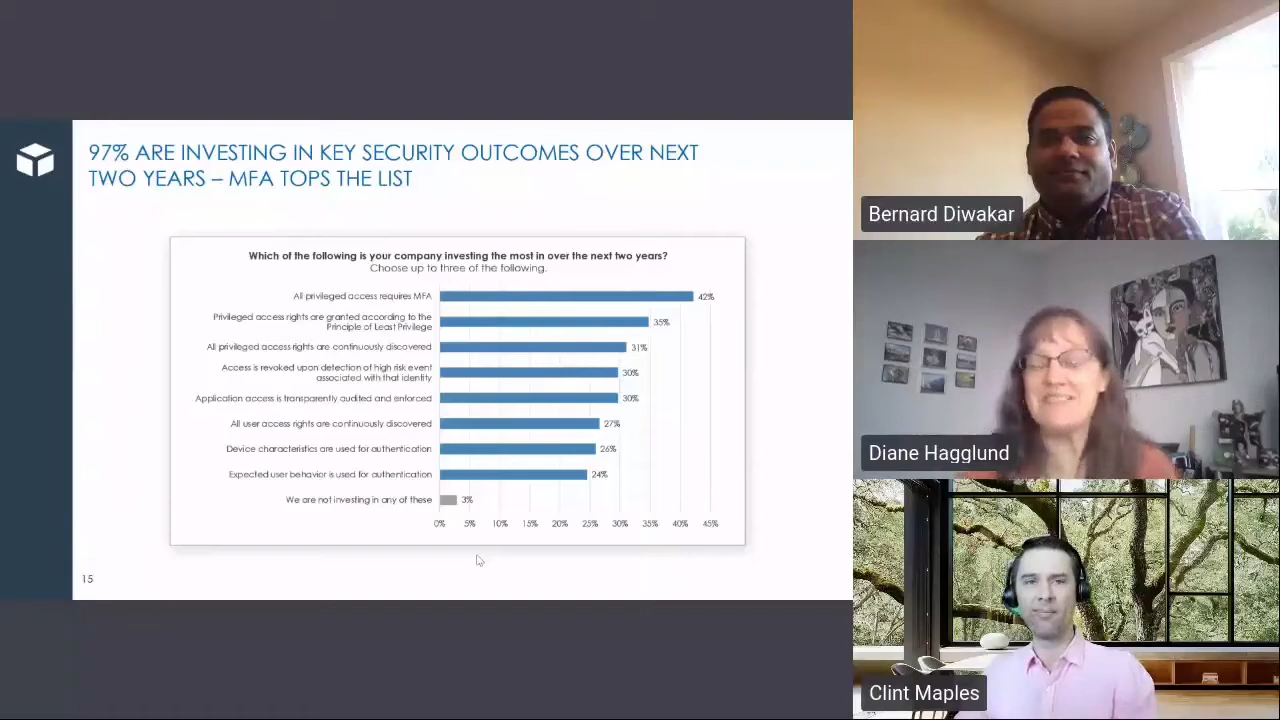 97% ARE INVESTING IN KEY SECURITY OUTCOMES OVER NEXT
TWO YEARS – MFA TOPS THE LIST
Which of the following is your company investing the most in over the next two years?
Choose up to three of the following.
All privileged access requires MFA
42%
Privileged access rights are granted according to the
Principle of Least Privilege
35%
All privileged access rights are continuously discovered
31%
Access is revoked upon detection of high risk event
associated with that identity
30%
Application access is transparently audited and enforced
30%
All user access rights are continuously discovered
27%
Device characteristics are used for authentication
26%
Expected user behavior is used for authentication
24%
We are not investing in any of these
3%
0% 5% 10% 15% 20% 25% 30% 35% 40% 45%
15
Bernard Diwakar
Diane Hagglund
Clint Maples